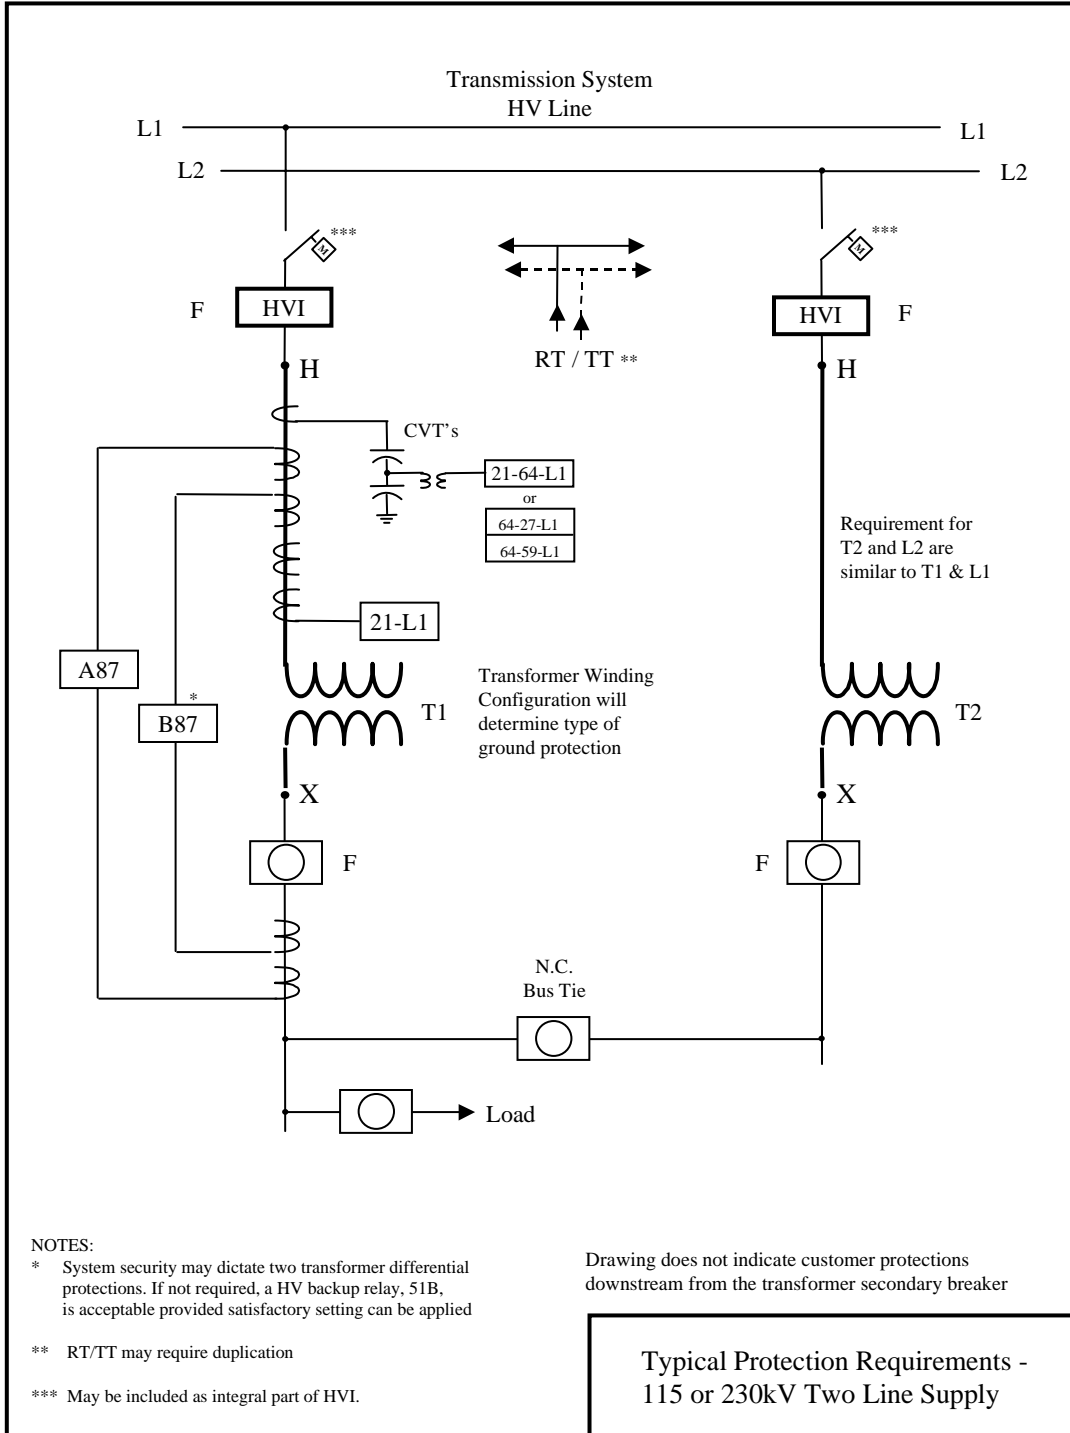 Transmission System
HV Line
L1
L1
L2
L2
***
M
***
M
F
HVI
HVI
F
RT / TT **
H
H
CVT's
21-64-L1
or
64-27-L1
64-59-L1
Requirement for
T2 and L2 are
similar to T1 & L1
21-L1
A87
*
B87
T1
Transformer Winding
Configuration will
determine type of
ground protection
T2
X
X
F
F
N.C.
Bus Tie
Load
NOTES:
* System security may dictate two transformer differential
protections. If not required, a HV backup relay, 51B,
is acceptable provided satisfactory setting can be applied
** RT/TT may require duplication
*** May be included as integral part of HVI.
Drawing does not indicate customer protections
downstream from the transformer secondary breaker
Typical Protection Requirements -
115 or 230kV Two Line Supply